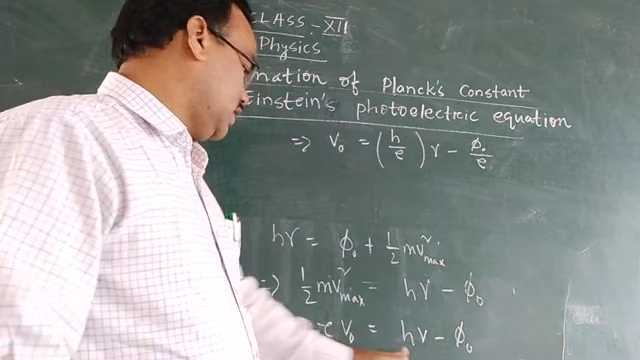 CLASS - XII
Physics
nation of Planck's Constant
Einstein's photoelectric equation
⇒ V₀ = (h/e) ν - ϕ₀/e
hν = ϕ₀ + 1/2 mv²max
⇒ 1/2 mv²max = hν - ϕ₀
eV₀ = hν - ϕ₀